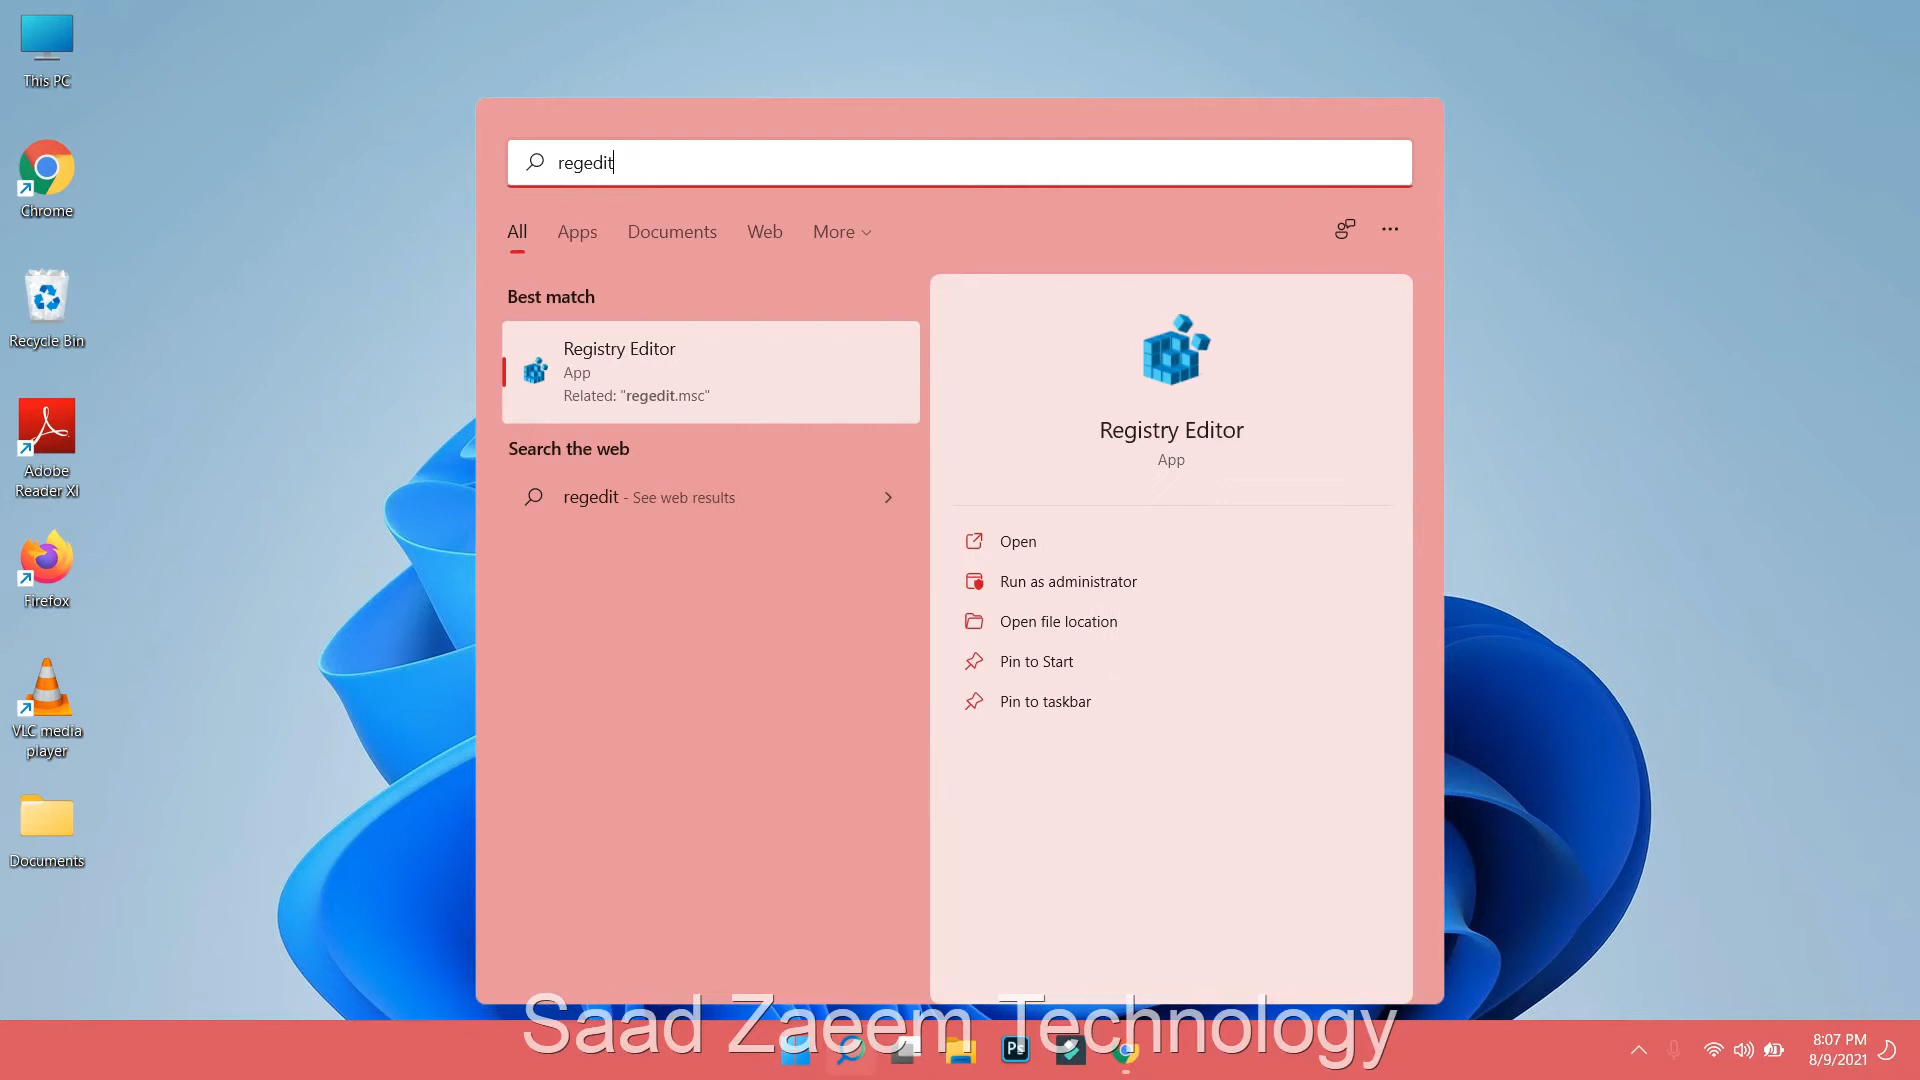 This PC
Chrome
Recycle Bin
Adobe
Reader XI
Firefox
VLC media
player
Documents
regedit
All
Apps
Documents
Web
More
Best match
Registry Editor
App
Related: "regedit.msc"
Search the web
regedit - See web results
Registry Editor
App
Open
Run as administrator
Open file location
Pin to Start
Pin to taskbar
Saad Zaeem Technology
Ps
8:07 PM
8/9/2021